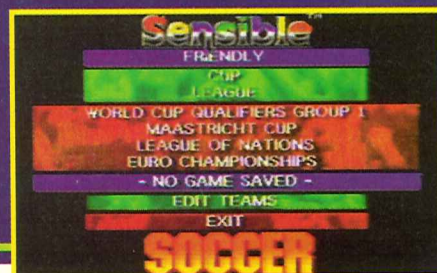 Sensible™
FRIENDLY
CUP
LEAGUE
WORLD CUP QUALIFIERS GROUP 1
MAASTRICHT CUP
LEAGUE OF NATIONS
EURO CHAMPIONSHIPS
- NO GAME SAVED -
EDIT TEAMS
EXIT
SOCCER